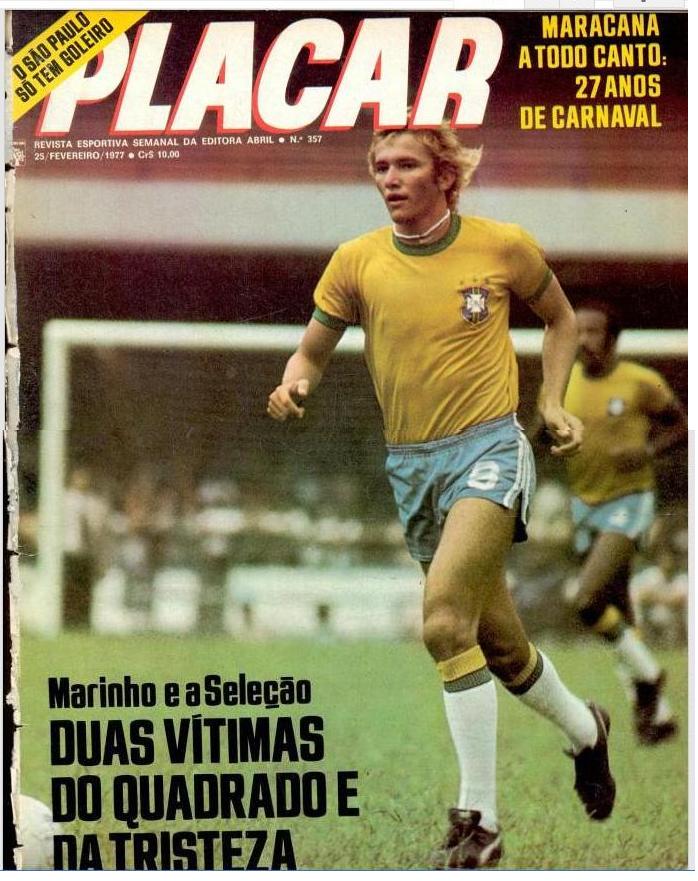 O SÃO PAULO
SÓ TEM GOLEIRO
PLACAR
MARACANÃ
A TODO CANTO:
27 ANOS
DE CARNAVAL
REVISTA ESPORTIVA SEMANAL DA EDITORA ABRIL ● N.º 357
25/FEVEREIRO/1977 ● Cr$ 10,00
8
Marinho e a Seleção
DUAS VÍTIMAS
DO QUADRADO E
DA TRISTEZA